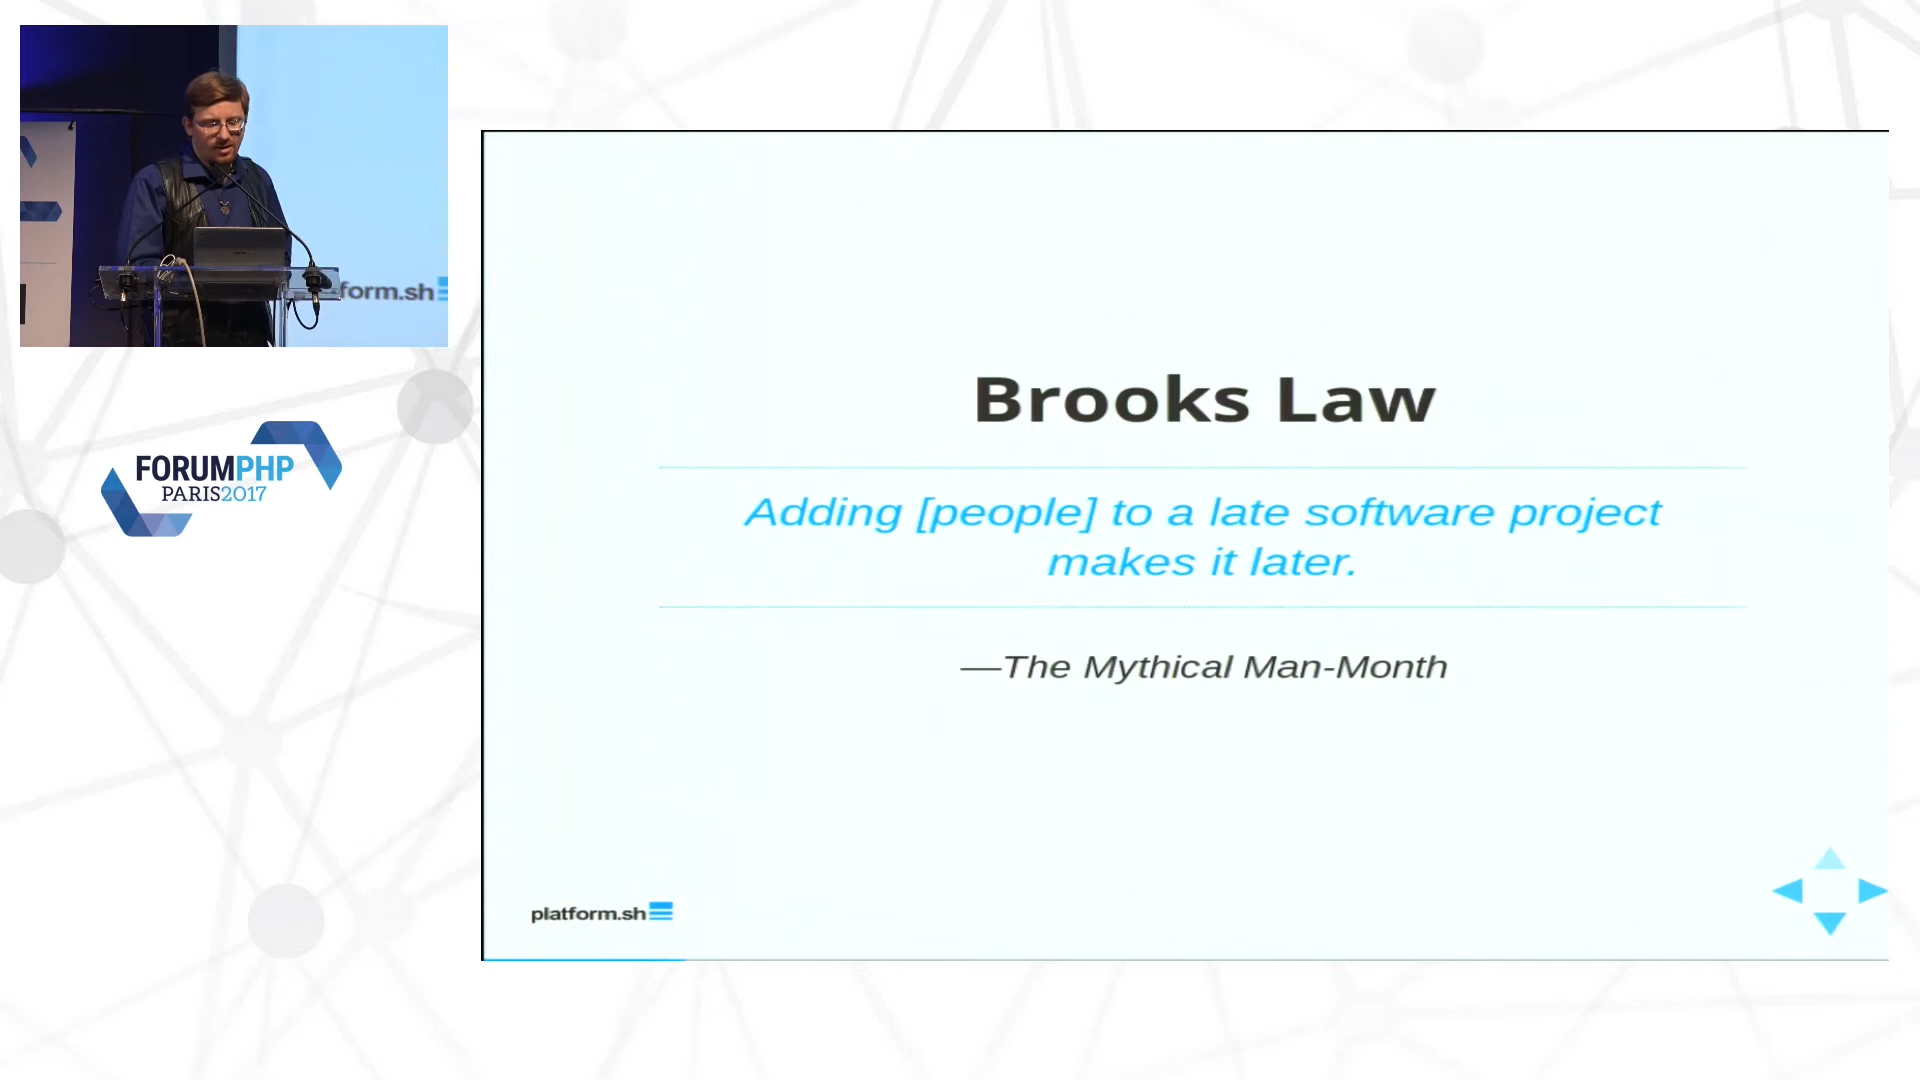 form.sh
FORUMPHP
PARIS2017
Brooks Law
Adding [people] to a late software project
makes it later.
—The Mythical Man-Month
platform.sh